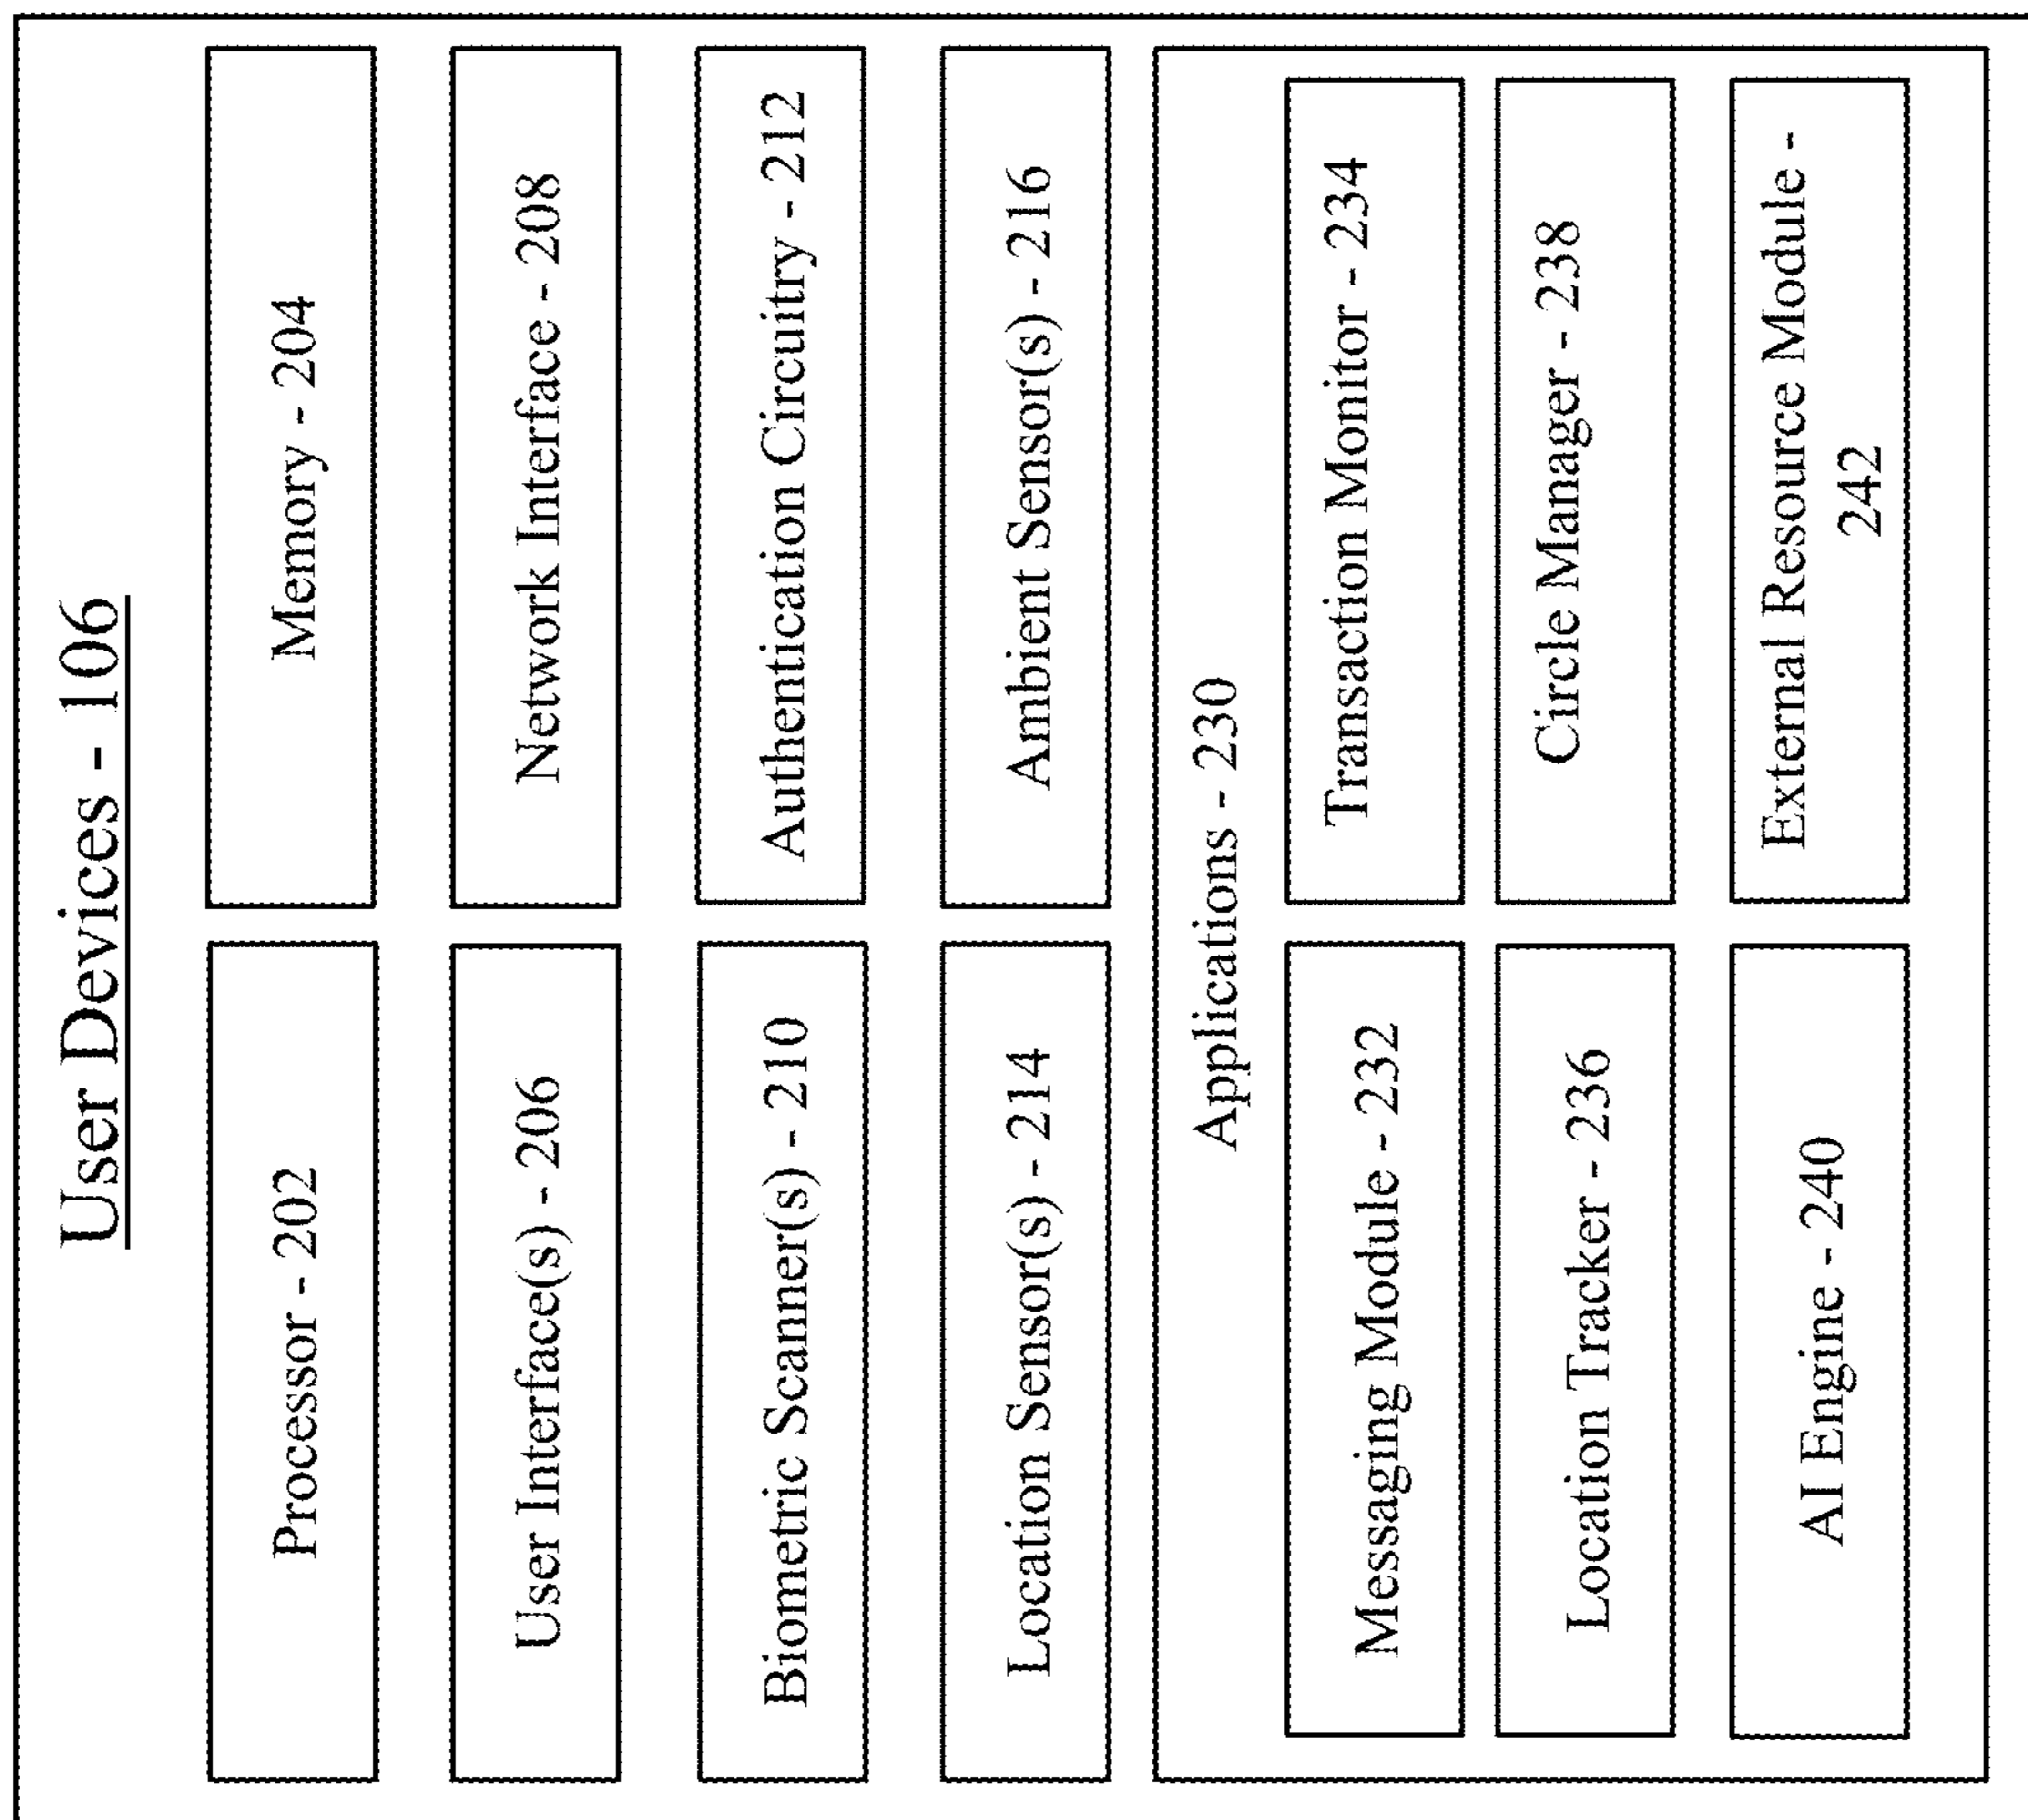 User Devices - 106
Processor - 202
Memory - 204
User Interface(s) - 206
Network Interface - 208
Biometric Scanner(s) - 210
Authentication Circuitry - 212
Location Sensor(s) - 214
Ambient Sensor(s) - 216
Applications - 230
Messaging Module - 232
Transaction Monitor - 234
Location Tracker - 236
Circle Manager - 238
AI Engine - 240
External Resource Module -
242